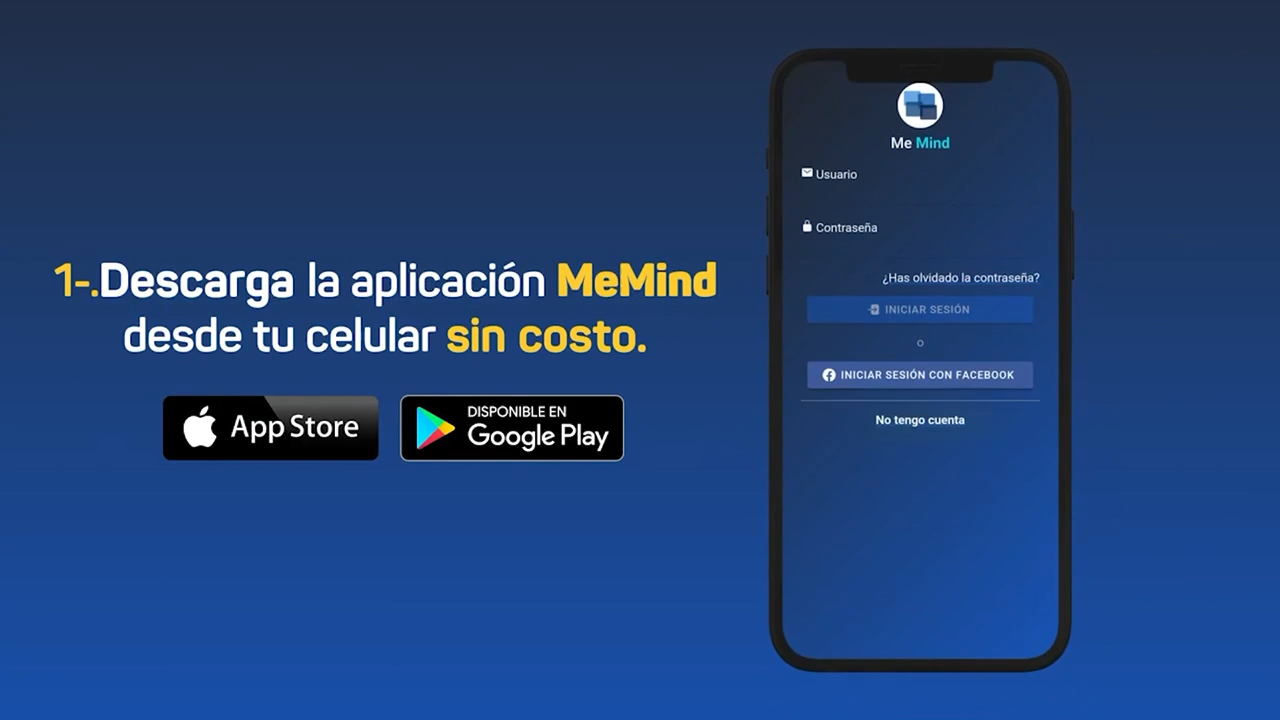 1-.Descarga la aplicación MeMind
desde tu celular sin costo.
App Store
DISPONIBLE EN
Google Play
Me Mind
Usuario
Contraseña
¿Has olvidado la contraseña?
INICIAR SESIÓN
o
INICIAR SESIÓN CON FACEBOOK
No tengo cuenta